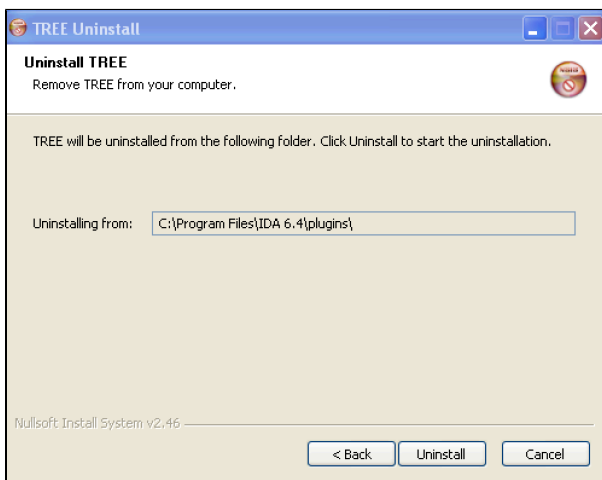 TREE Uninstall
Uninstall TREE
Remove TREE from your computer.
TREE will be uninstalled from the following folder. Click Uninstall to start the uninstallation.
Uninstalling from: C:\Program Files\IDA 6.4\plugins\
Nullsoft Install System v2.46
< Back Uninstall Cancel